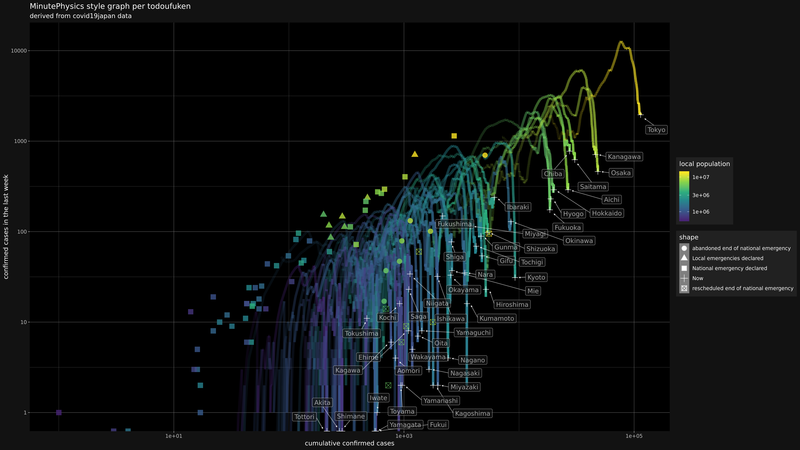 MinutePhysics style graph per todoufuken
derived from covid19japan data
confirmed cases in the last week
10000
1000
100
10
1
1e+01
1e+03
1e+05
cumulative confirmed cases
Tokyo
Kanagawa
Osaka
Chiba
Saitama
Aichi
Ibaraki
Hyogo
Hokkaido
Fukushima
Fukuoka
Miyagi
Okinawa
Gunma
Shizuoka
Shiga
Gifu
Tochigi
Nara
Kyoto
Okayama
Mie
Niigata
Hiroshima
Kochi
Saga
Ishikawa
Kumamoto
Tokushima
Yamaguchi
Oita
Ehime
Wakayama
Nagano
Kagawa
Aomori
Nagasaki
Miyazaki
Iwate
Akita
Yamanashi
Toyama
Kagoshima
Tottori
Shimane
Yamagata
Fukui
local population
1e+07
3e+06
1e+06
shape
abandoned end of national emergency
Local emergencies declared
National emergency declared
Now
rescheduled end of national emergency